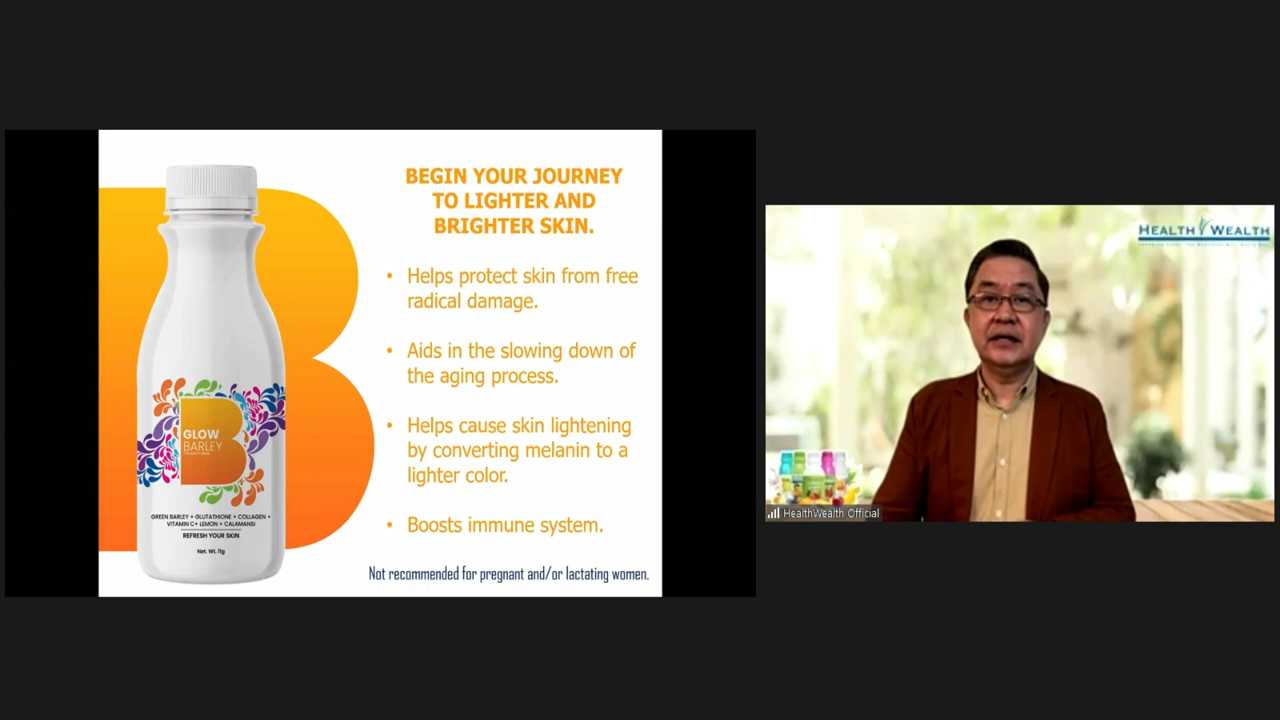 BEGIN YOUR JOURNEY
TO LIGHTER AND
BRIGHTER SKIN.
• Helps protect skin from free
radical damage.
• Aids in the slowing down of
the aging process.
• Helps cause skin lightening
by converting melanin to a
lighter color.
• Boosts immune system.
Not recommended for pregnant and/or lactating women.
B
GLOW
BARLEY
GREEN BARLEY + GLUTATHIONE + COLLAGEN +
VITAMIN C+ LEMON + CALAMANSI
REFRESH YOUR SKIN
Net. Wt. 11g
HEALTH WEALTH
HealthWealth Official